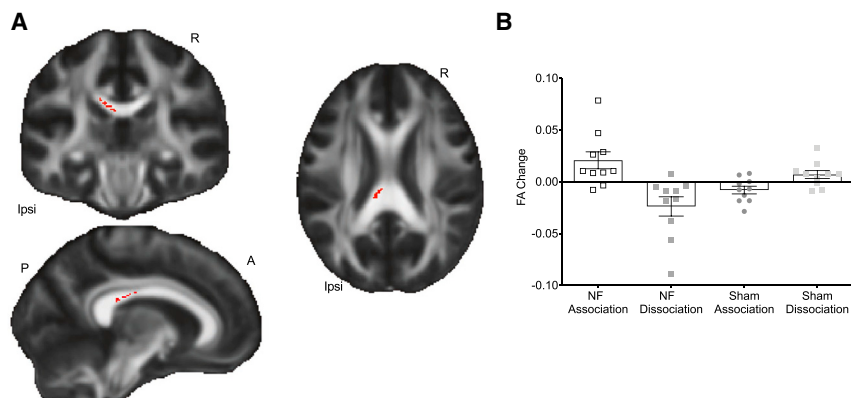 A
R
Ipsi
P
A
R
Ipsi
B
FA Change
0.10
0.05
0.00
-0.05
-0.10
NF
Association
NF
Dissociation
Sham
Association
Sham
Dissociation